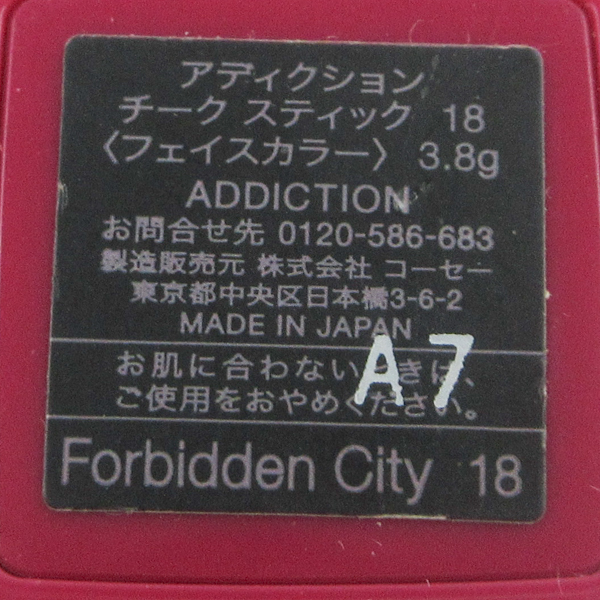 アディクション
チーク スティック 18
〈フェイスカラー〉 3.8g
ADDICTION
お問合せ先 0120-586-683
製造販売元 株式会社 コーセー
東京都中央区日本橋3-6-2
MADE IN JAPAN
お肌に合わないときは、
ご使用をおやめください。
A7
Forbidden City 18